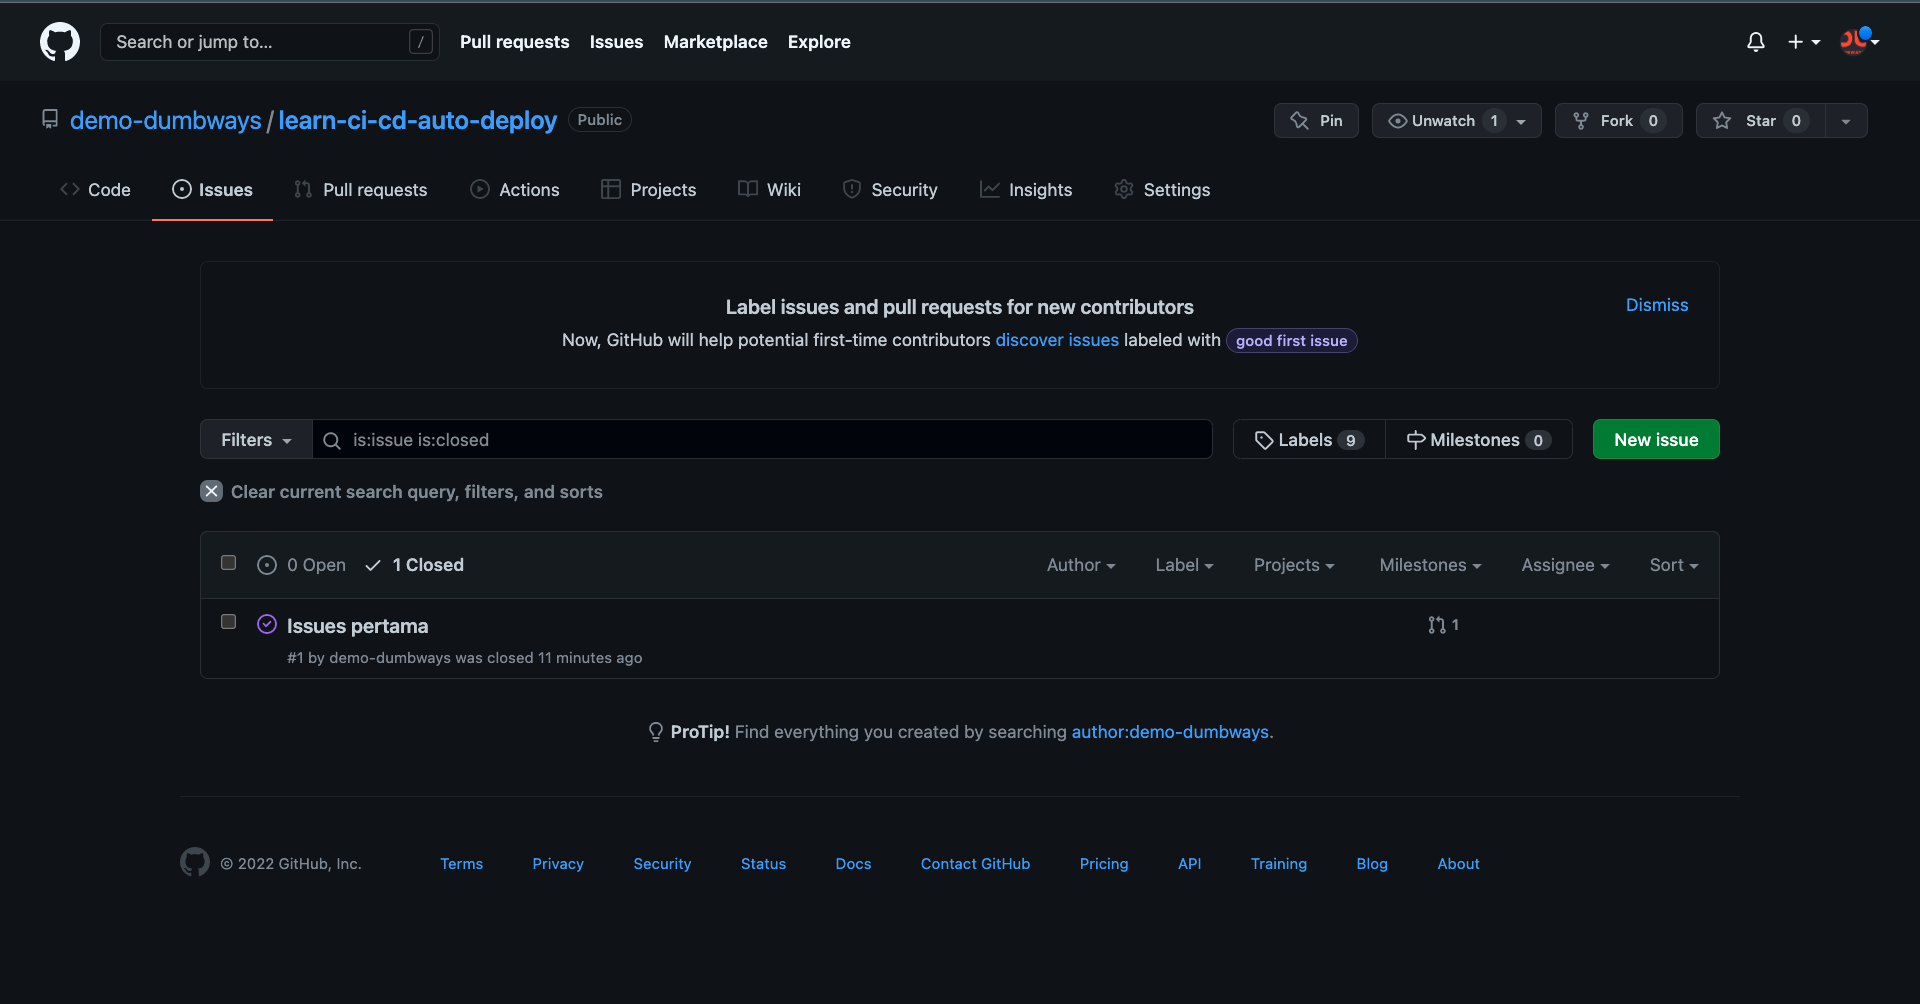 Search or jump to... /
Pull requests Issues Marketplace Explore
demo-dumbways / learn-ci-cd-auto-deploy Public
Pin Unwatch 1 Fork 0 Star 0
Code Issues Pull requests Actions Projects Wiki Security Insights Settings
Label issues and pull requests for new contributors
Dismiss
Now, GitHub will help potential first-time contributors discover issues labeled with good first issue
Filters is:issue is:closed Labels 9 Milestones 0 New issue
Clear current search query, filters, and sorts
0 Open 1 Closed Author Label Projects Milestones Assignee Sort
Issues pertama 1
#1 by demo-dumbways was closed 11 minutes ago
ProTip! Find everything you created by searching author:demo-dumbways.
© 2022 GitHub, Inc. Terms Privacy Security Status Docs Contact GitHub Pricing API Training Blog About